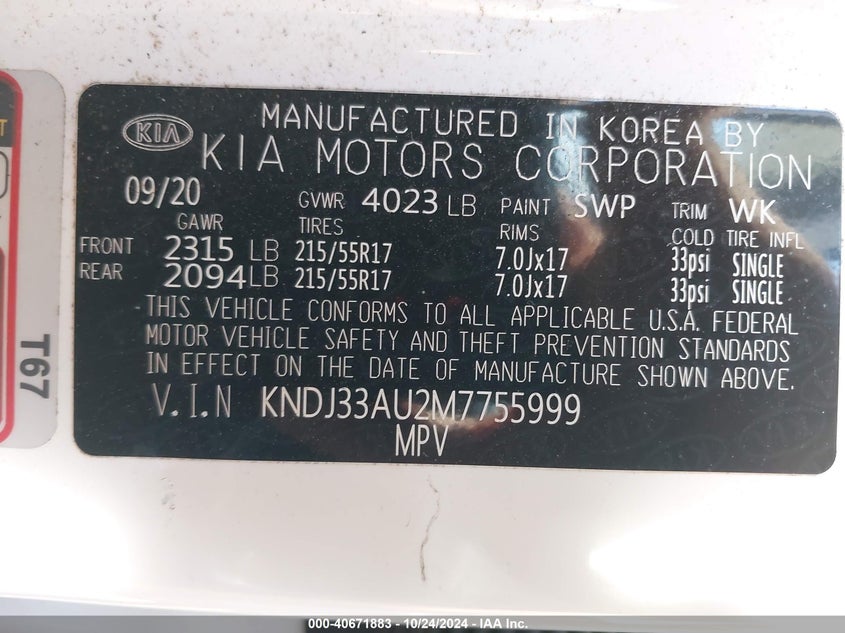 KIA
MANUFACTURED IN KOREA BY
KIA MOTORS CORPORATION
09/20 GVWR 4023 LB PAINT SWP TRIM WK
GAWR TIRES RIMS COLD TIRE INFL
FRONT 2315 LB 215/55R17 7.0Jx17 33psi SINGLE
REAR 2094LB 215/55R17 7.0Jx17 33psi SINGLE
THIS VEHICLE CONFORMS TO ALL APPLICABLE U.S.A. FEDERAL
MOTOR VEHICLE SAFETY AND THEFT PREVENTION STANDARDS
IN EFFECT ON THE DATE OF MANUFACTURE SHOWN ABOVE.
V.I.N KNDJ33AU2M7755999
MPV
T67
000-40671883 - 10/24/2024 - IAA Inc.